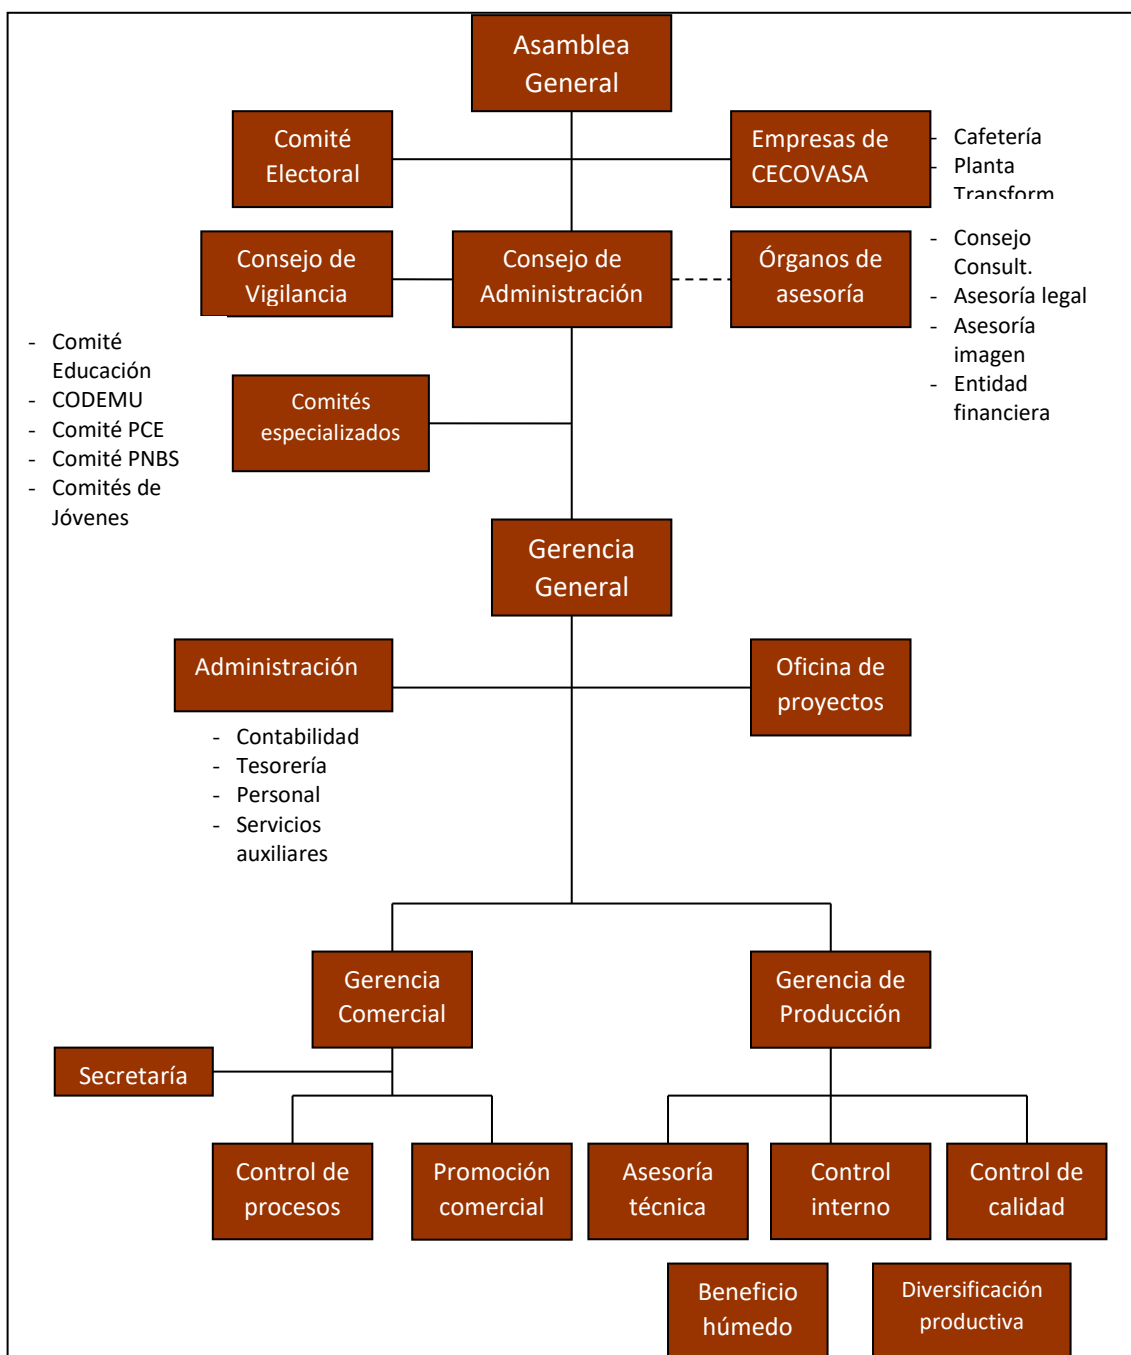 Asamblea
General
Comité
Electoral
Empresas de
CECOVASA
- Cafetería
- Planta
Transform
Consejo de
Vigilancia
Consejo de
Administración
Órganos de
asesoría
- Consejo
Consult.
- Asesoría legal
- Asesoría
imagen
- Entidad
financiera
- Comité
Educación
- CODEMU
- Comité PCE
- Comité PNBS
- Comités de
Jóvenes
Comités
especializados
Gerencia
General
Administración
Oficina de
proyectos
- Contabilidad
- Tesorería
- Personal
- Servicios
auxiliares
Gerencia
Comercial
Gerencia de
Producción
Secretaría
Control de
procesos
Promoción
comercial
Asesoría
técnica
Control
interno
Control de
calidad
Beneficio
húmedo
Diversificación
productiva